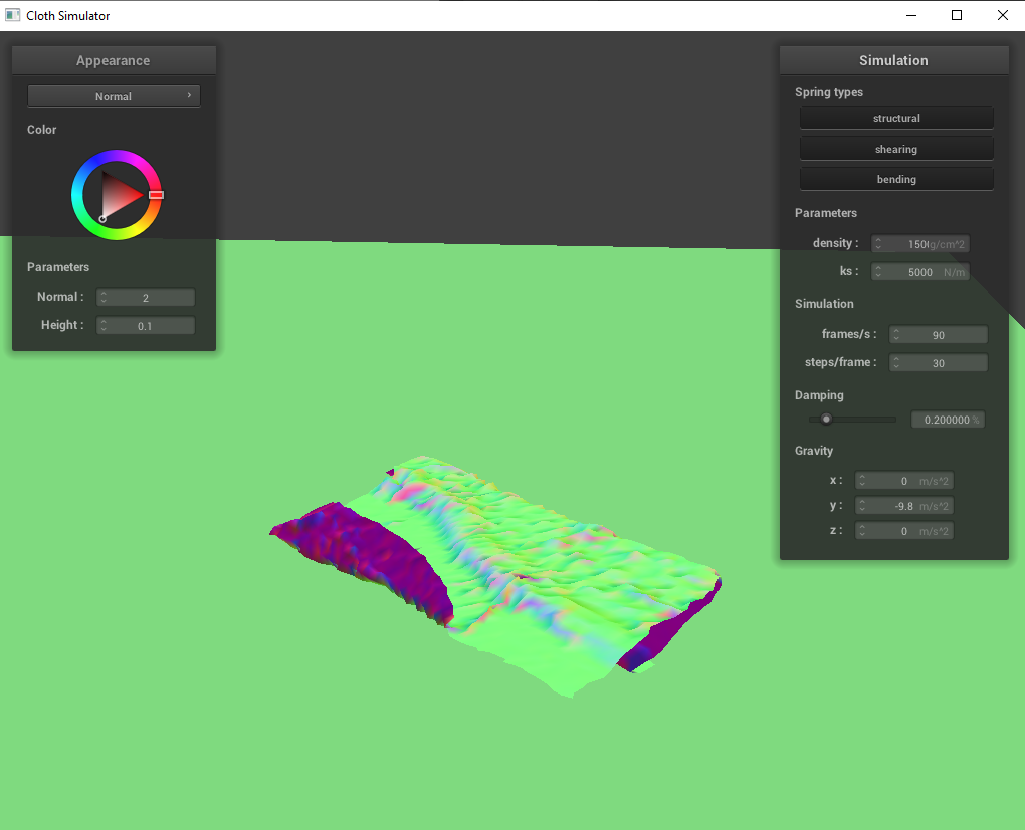 Cloth Simulator
Appearance
Normal
Color
Parameters
Normal : 2
Height : 0.1
Simulation
Spring types
structural
shearing
bending
Parameters
density : g/cm^2
ks : 5000 N/m
Simulation
frames/s : 90
steps/frame : 30
Damping
0.200000 %
Gravity
x : 0 m/s^2
y : -9.8 m/s^2
z : 0 m/s^2